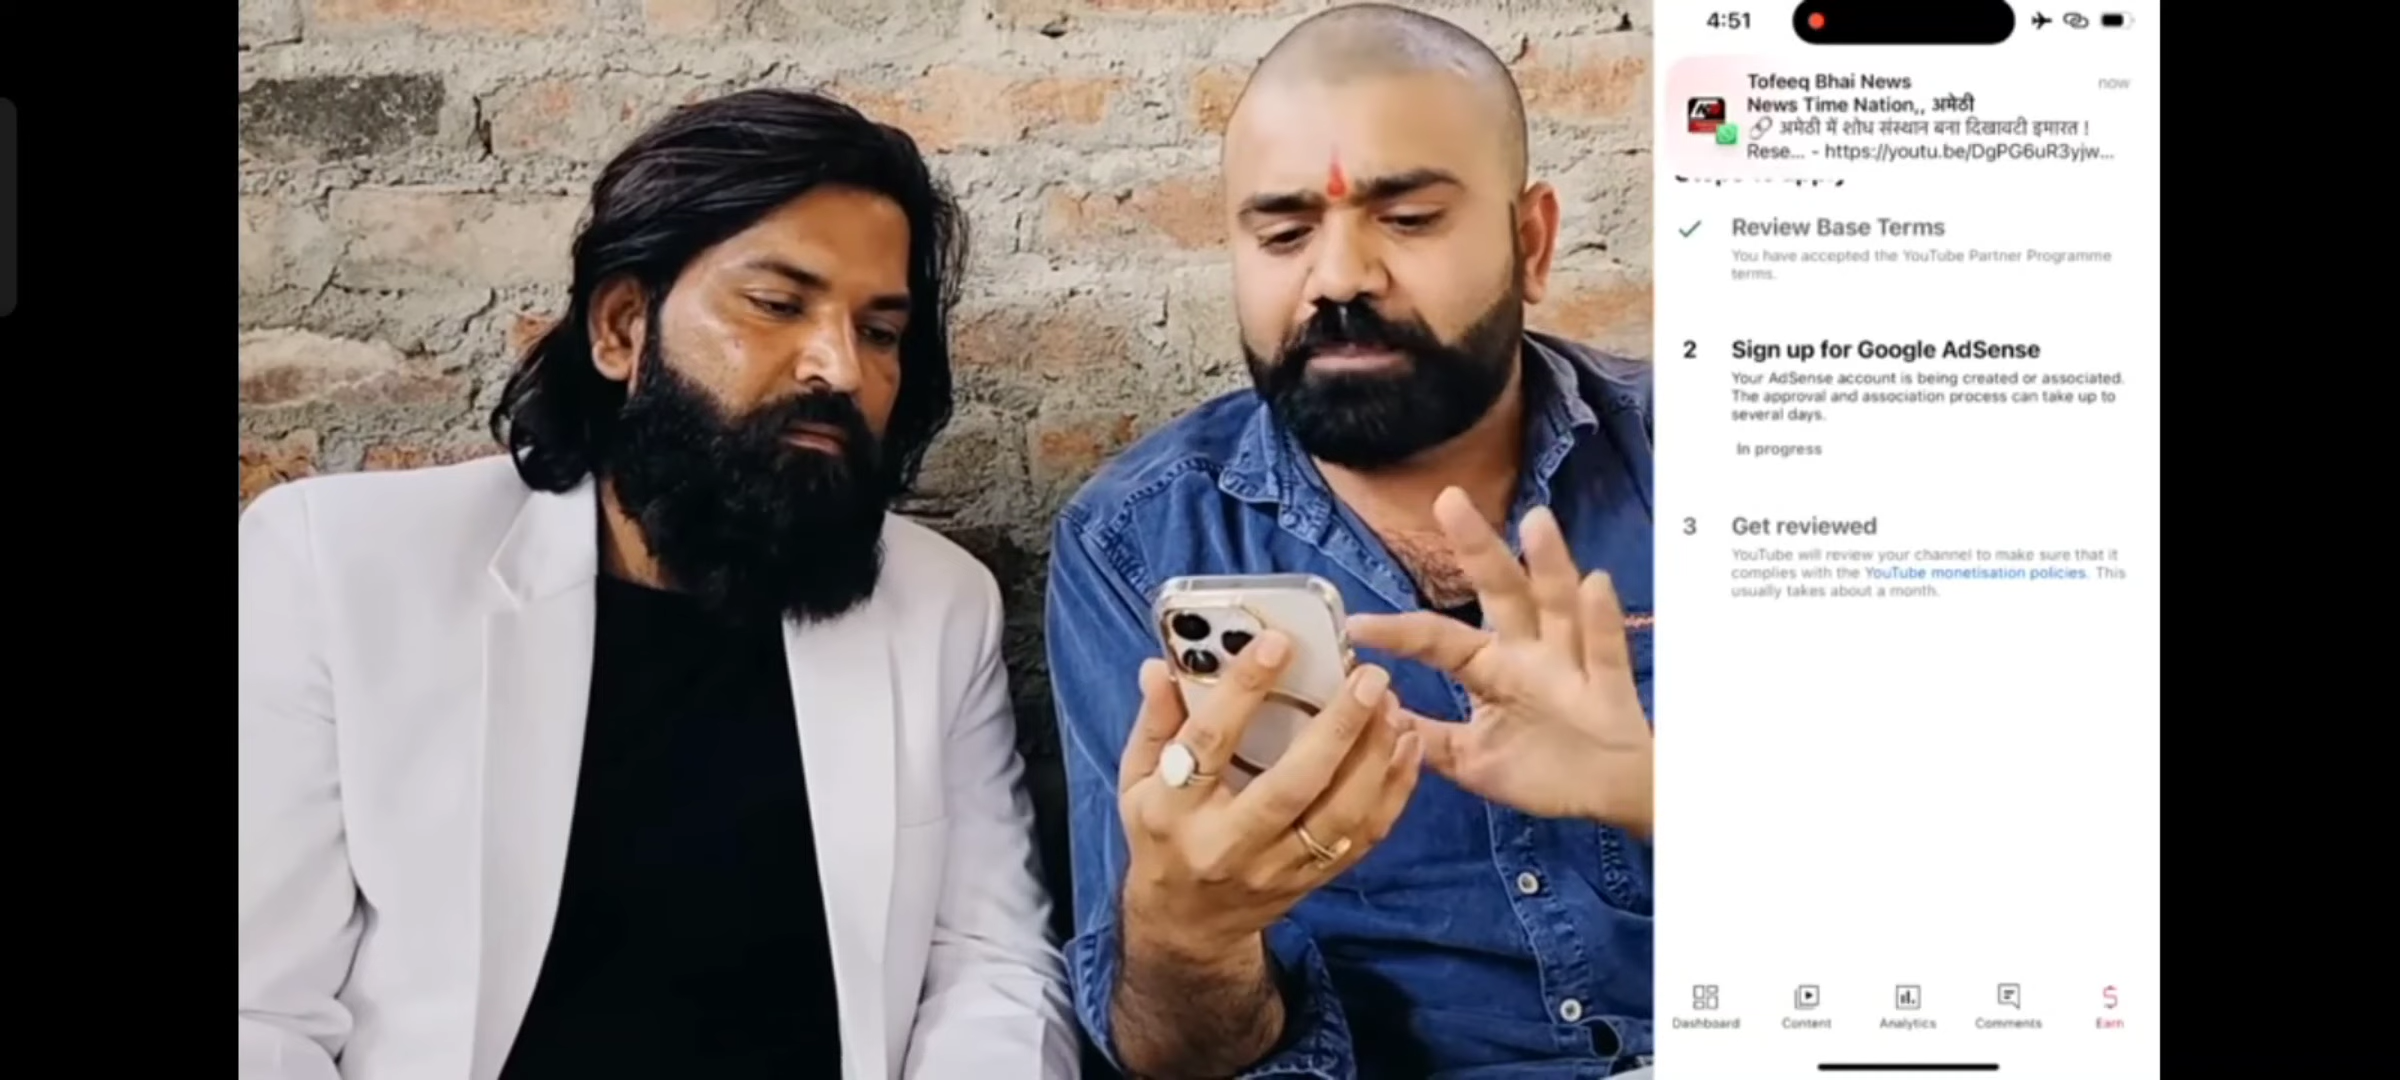 4:51
Tofeeq Bhai News
now
News Time Nation,, अमेठी
अमेठी में शोध संस्थान बना दिखावटी इमारत !
Rese... - https://youtu.be/DgPG6uR3yjw...
Review Base Terms
You have accepted the YouTube Partner Programme
terms.
2 Sign up for Google AdSense
Your AdSense account is being created or associated.
The approval and association process can take up to
several days.
In progress
3 Get reviewed
YouTube will review your channel to make sure that it
complies with the YouTube monetisation policies. This
usually takes about a month.
Dashboard Content Analytics Comments Earn